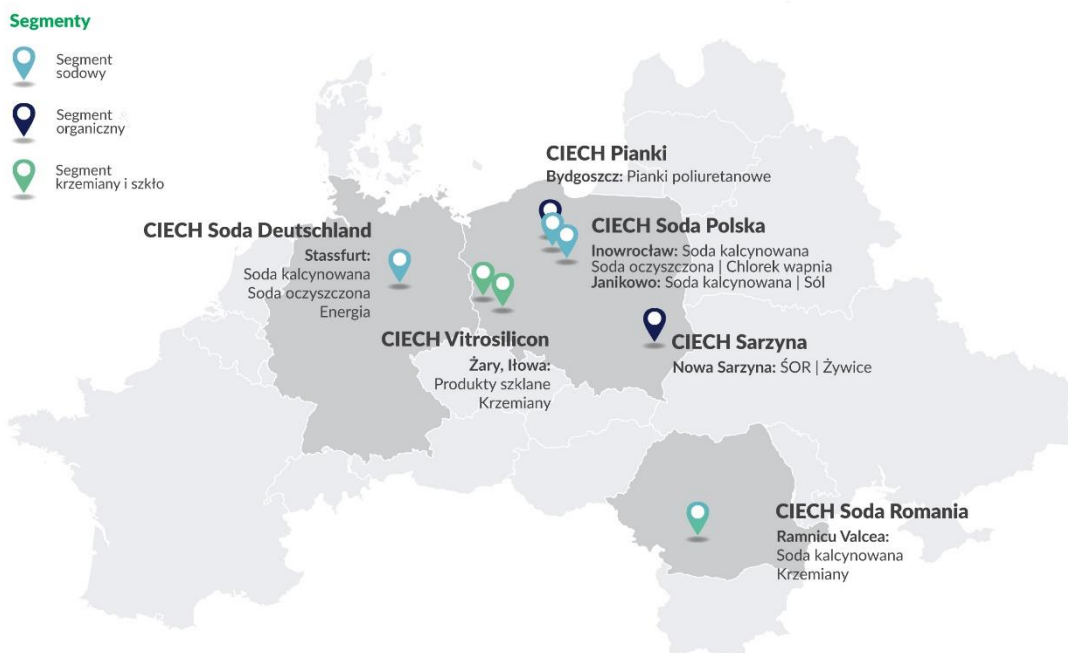 Segmenty
Segment
sodowy
Segment
organiczny
Segment
krzemiany i szkło
CIECH Pianki
Bydgoszcz: Pianki poliuretanowe
CIECH Soda Polska
Inowrocław: Soda kalcynowana
Soda oczyszczona | Chlorek wapnia
Janikowo: Soda kalcynowana | Sól
CIECH Soda Deutschland
Stassfurt:
Soda kalcynowana
Soda oczyszczona
Energia
CIECH Vitrosilicon
Żary, Iłowa:
Produkty szklane
Krzemiany
CIECH Sarzyna
Nowa Sarzyna: ŚOR | Żywice
CIECH Soda Romania
Ramnicu Valcea:
Soda kalcynowana
Krzemiany